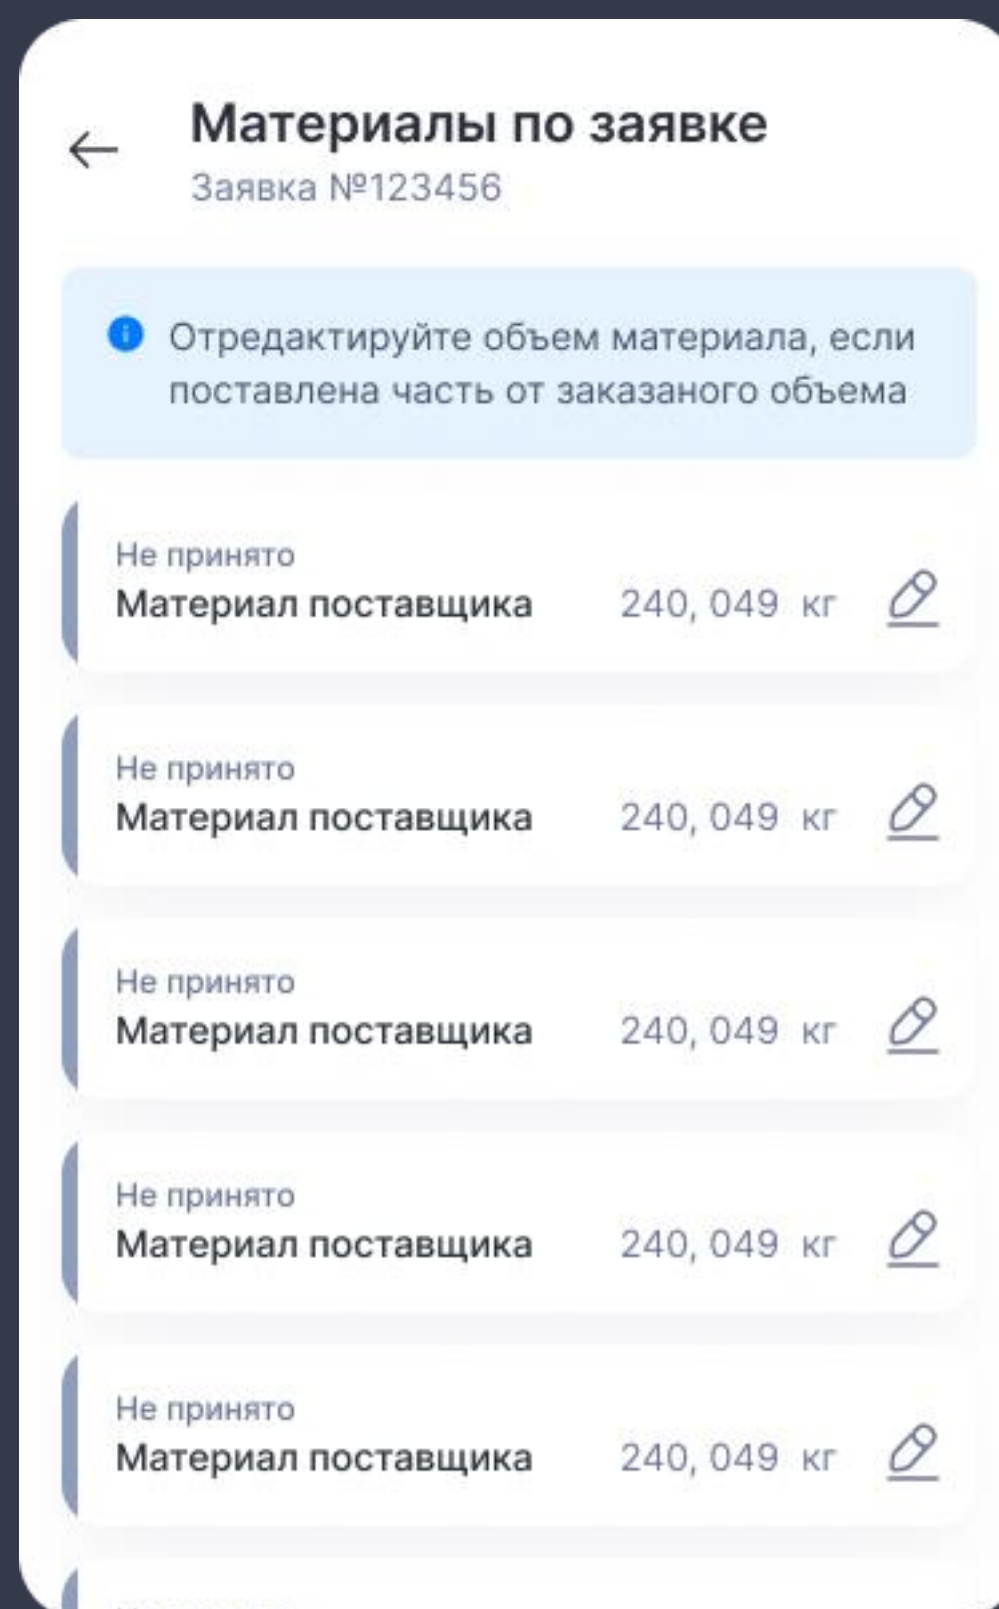 Материалы по заявке
Заявка №123456
Отредактируйте объем материала, если
поставлена часть от заказаного объема
Не принято
Материал поставщика 240, 049 кг
Не принято
Материал поставщика 240, 049 кг
Не принято
Материал поставщика 240, 049 кг
Не принято
Материал поставщика 240, 049 кг
Не принято
Материал поставщика 240, 049 кг